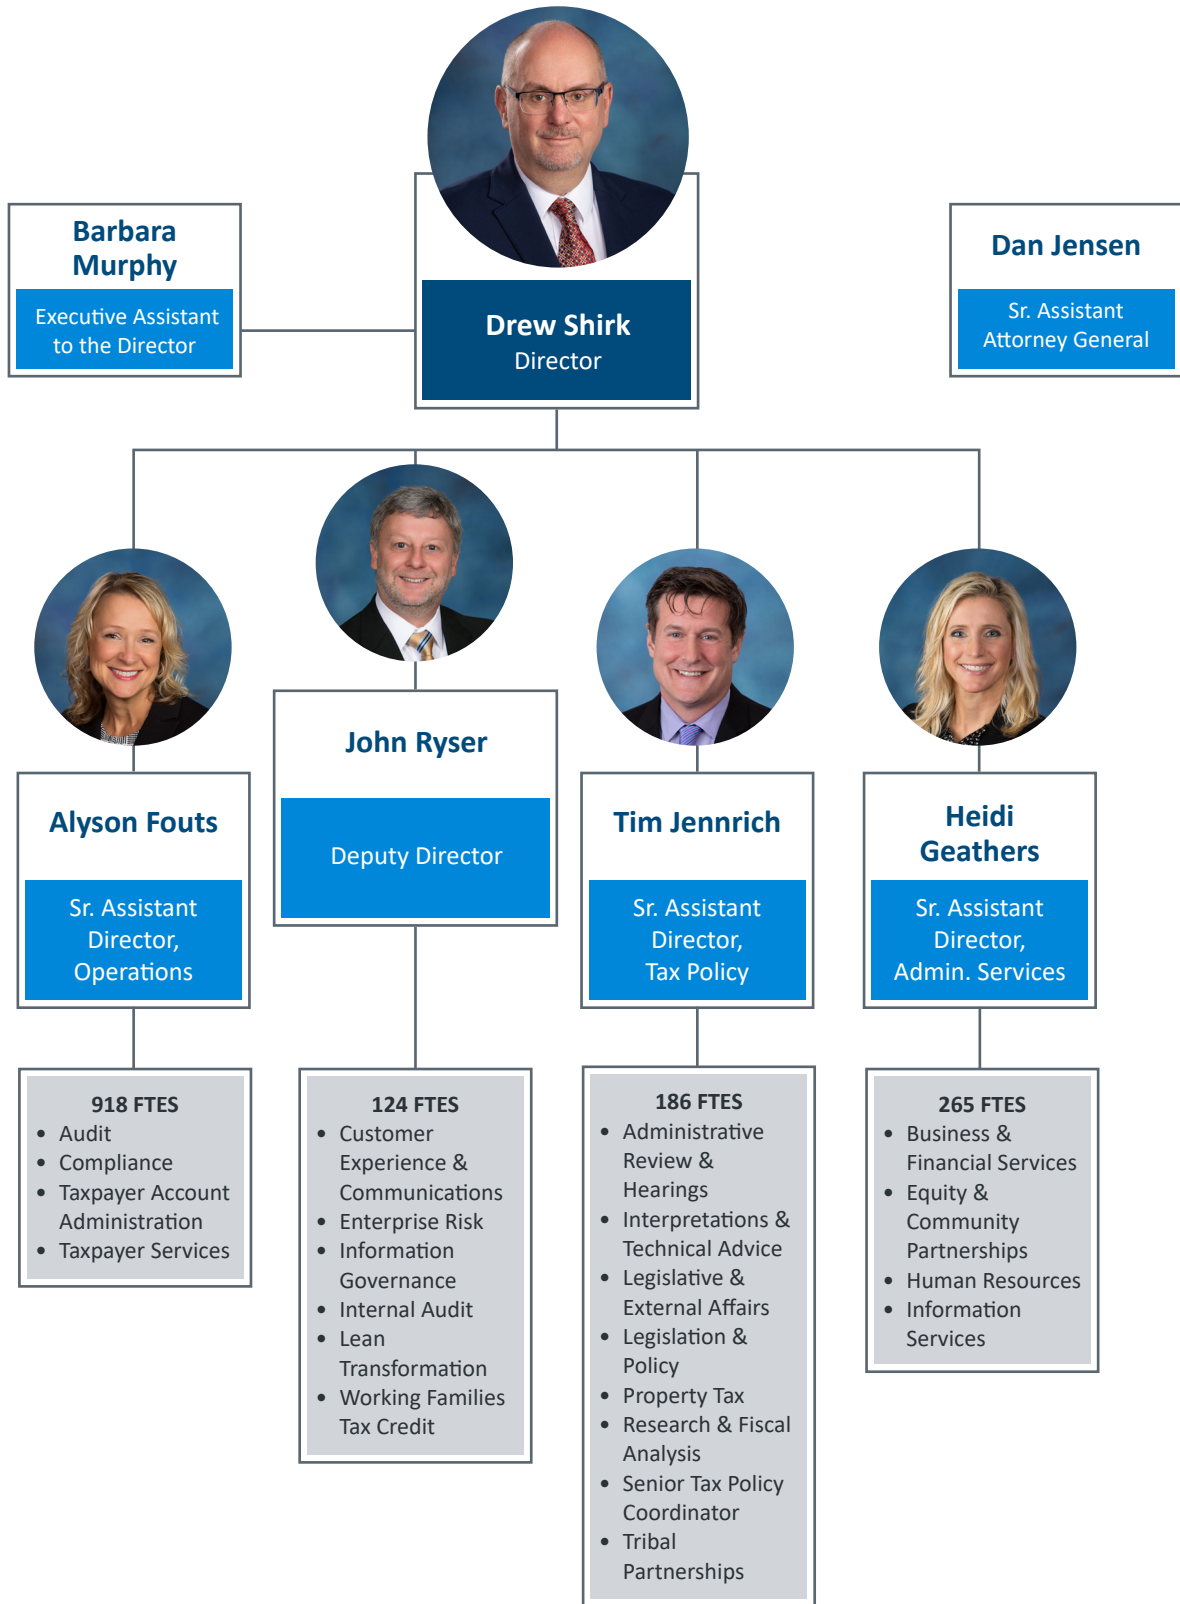 Barbara
Murphy
Executive Assistant
to the Director
Drew Shirk
Director
Dan Jensen
Sr. Assistant
Attorney General
Alyson Fouts
Sr. Assistant
Director,
Operations
John Ryser
Deputy Director
Tim Jennrich
Sr. Assistant
Director,
Tax Policy
Heidi
Geathers
Sr. Assistant
Director,
Admin. Services
918 FTES
• Audit
• Compliance
• Taxpayer Account
Administration
• Taxpayer Services
124 FTES
• Customer
Experience &
Communications
• Enterprise Risk
• Information
Governance
• Internal Audit
• Lean
Transformation
• Working Families
Tax Credit
186 FTES
• Administrative
Review &
Hearings
• Interpretations &
Technical Advice
• Legislative &
External Affairs
• Legislation &
Policy
• Property Tax
• Research & Fiscal
Analysis
• Senior Tax Policy
Coordinator
• Tribal
Partnerships
265 FTES
• Business &
Financial Services
• Equity &
Community
Partnerships
• Human Resources
• Information
Services